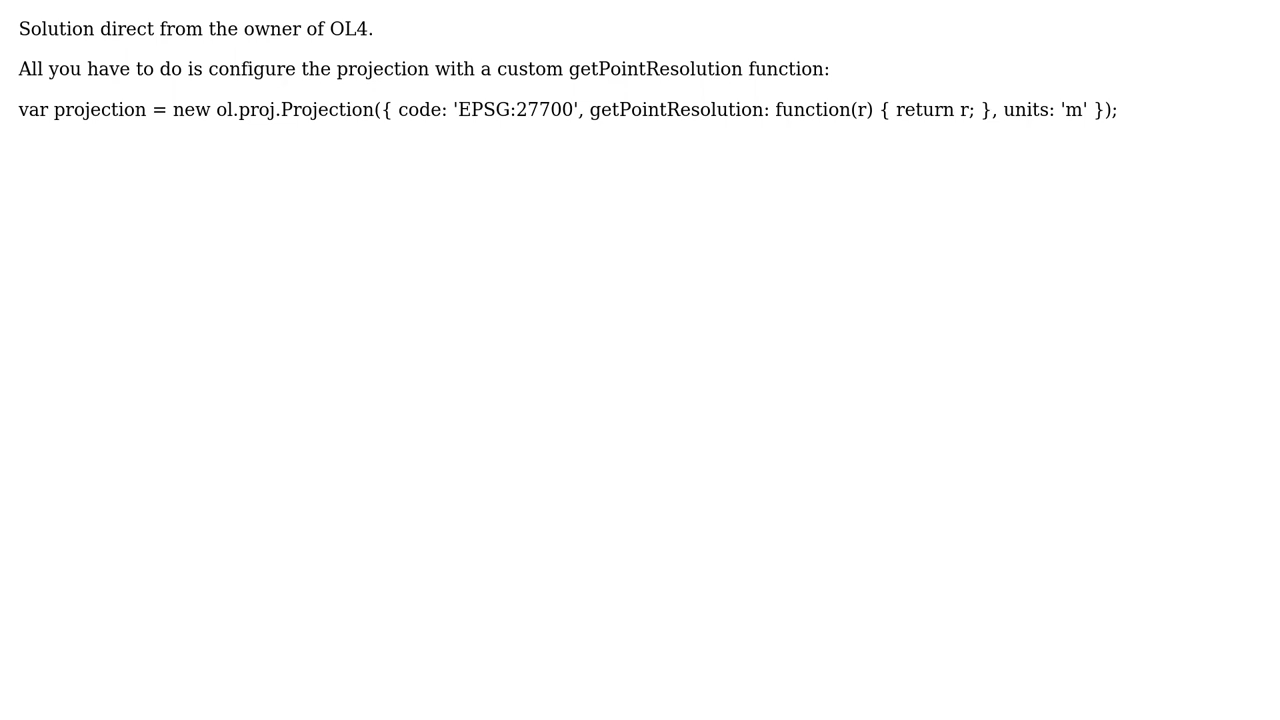 Solution direct from the owner of OL4.
All you have to do is configure the projection with a custom getPointResolution function:
var projection = new ol.proj.Projection({ code: 'EPSG:27700', getPointResolution: function(r) { return r; }, units: 'm' });